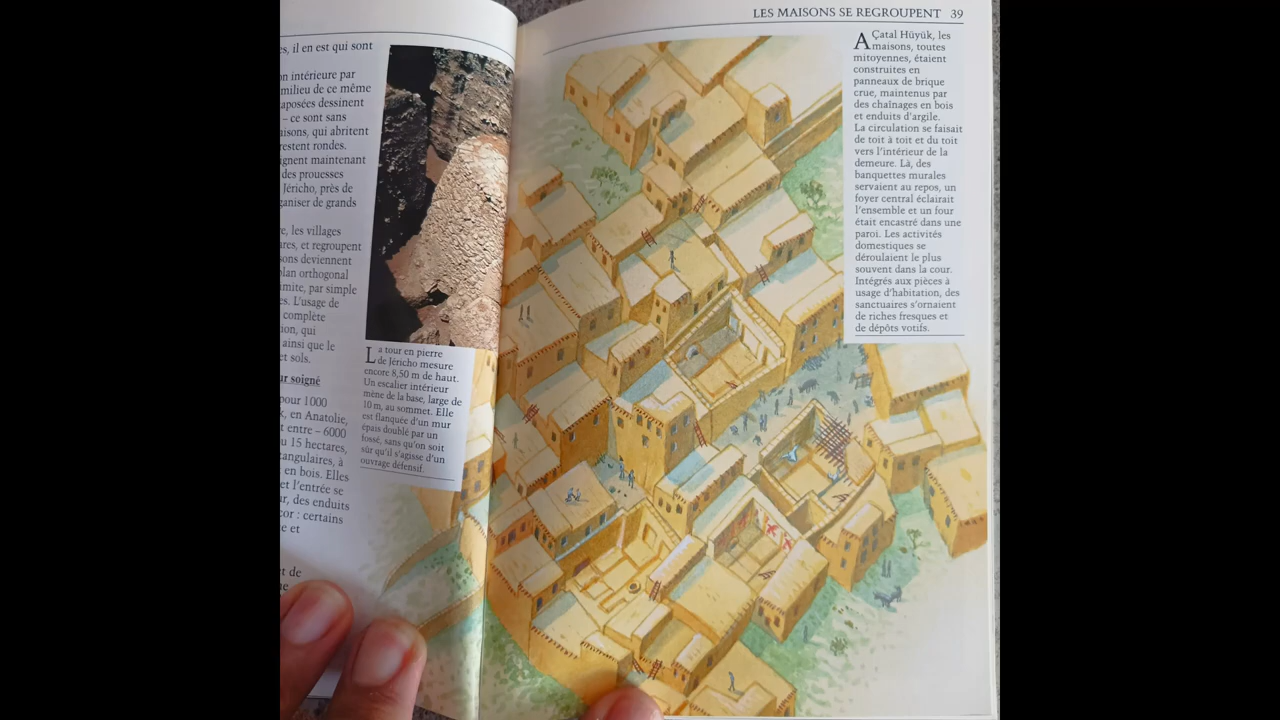 es, il en est qui sont
on intérieure par
milieu de ce même
aposées dessinent
– ce sont sans
aisons, qui abritent
restent rondes.
ignent maintenant
des prouesses
Jéricho, près de
ganiser de grands
e, les villages
ures, et regroupent
sons deviennent
plan orthogonal
imite, par simple
es. L'usage de
complète
ion, qui
ainsi que le
et sols.
ur soigné
pour 1000
k, en Anatolie,
t entre – 6000
ou 15 hectares,
tangulaires, à
en bois. Elles
et l'entrée se
ur, des enduits
cor : certains
e et
et de
La tour en pierre
de Jéricho mesure
encore 8,50 m de haut.
Un escalier intérieur
mène de la base, large de
10 m, au sommet. Elle
est flanquée d'un mur
épais doublé par un
fossé, sans qu'on soit
sûr qu'il s'agisse d'un
ouvrage défensif.
LES MAISONS SE REGROUPENT 39
A Çatal Hüyük, les
maisons, toutes
mitoyennes, étaient
construites en
panneaux de brique
crue, maintenus par
des chaînages en bois
et enduits d'argile.
La circulation se faisait
de toit à toit et du toit
vers l'intérieur de la
demeure. Là, des
banquettes murales
servaient au repos, un
foyer central éclairait
l'ensemble et un four
était encastré dans une
paroi. Les activités
domestiques se
déroulaient le plus
souvent dans la cour.
Intégrés aux pièces à
usage d'habitation, des
sanctuaires s'ornaient
de riches fresques et
de dépôts votifs.